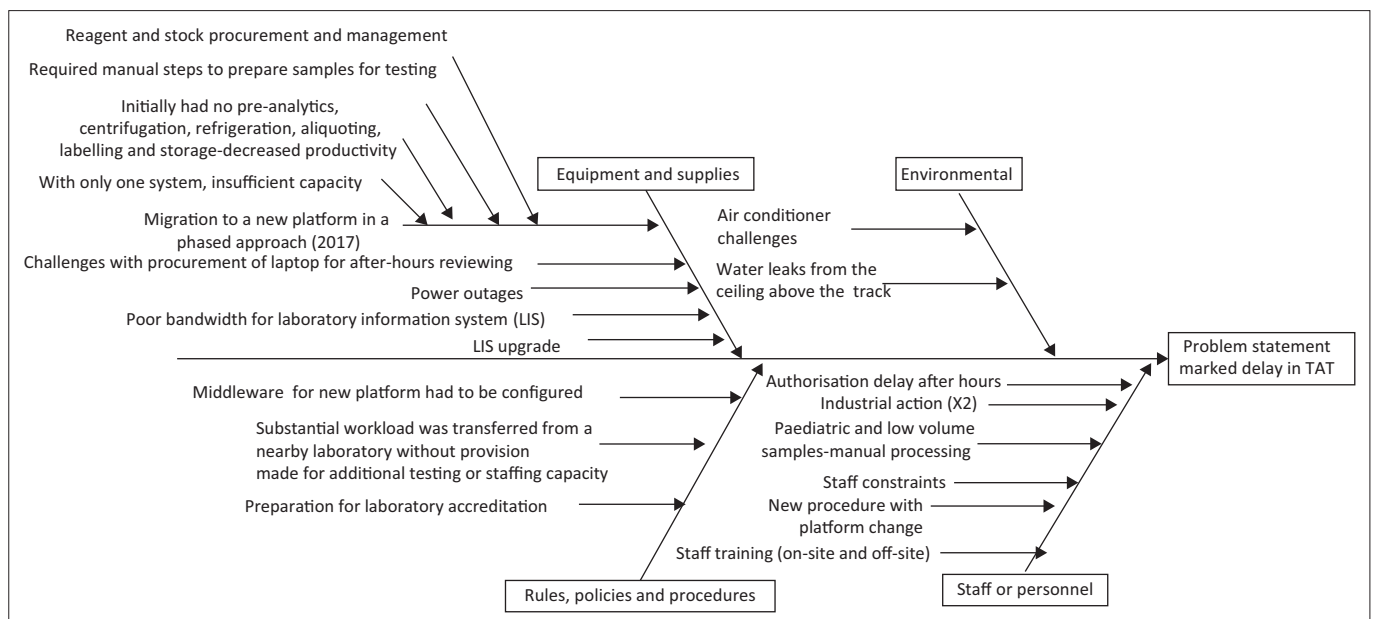 Reagent and stock procurement and management
Required manual steps to prepare samples for testing
Initially had no pre-analytics,
centrifugation, refrigeration, aliquoting,
labelling and storage-decreased productivity
With only one system, insufficient capacity
Migration to a new platform in a
phased approach (2017)
Challenges with procurement of laptop for after-hours reviewing
Power outages
Poor bandwidth for laboratory information system (LIS)
LIS upgrade
Equipment and supplies
Environmental
Air conditioner
challenges
Water leaks from the
ceiling above the track
Problem statement
marked delay in TAT
Middleware for new platform had to be configured
Substantial workload was transferred from a
nearby laboratory without provision
made for additional testing or staffing capacity
Preparation for laboratory accreditation
Rules, policies and procedures
Authorisation delay after hours
Industrial action (X2)
Paediatric and low volume
samples-manual processing
Staff constraints
New procedure with
platform change
Staff training (on-site and off-site)
Staff or personnel